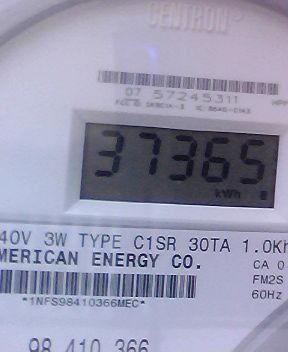 CENTRON
07 57245311
37365
kWh
40V 3W TYPE C1SR 30TA 1.0Kh
MERICAN ENERGY CO.
CA 0
FM2S
60Hz
*1NFS98410366MEC*
98 410 366